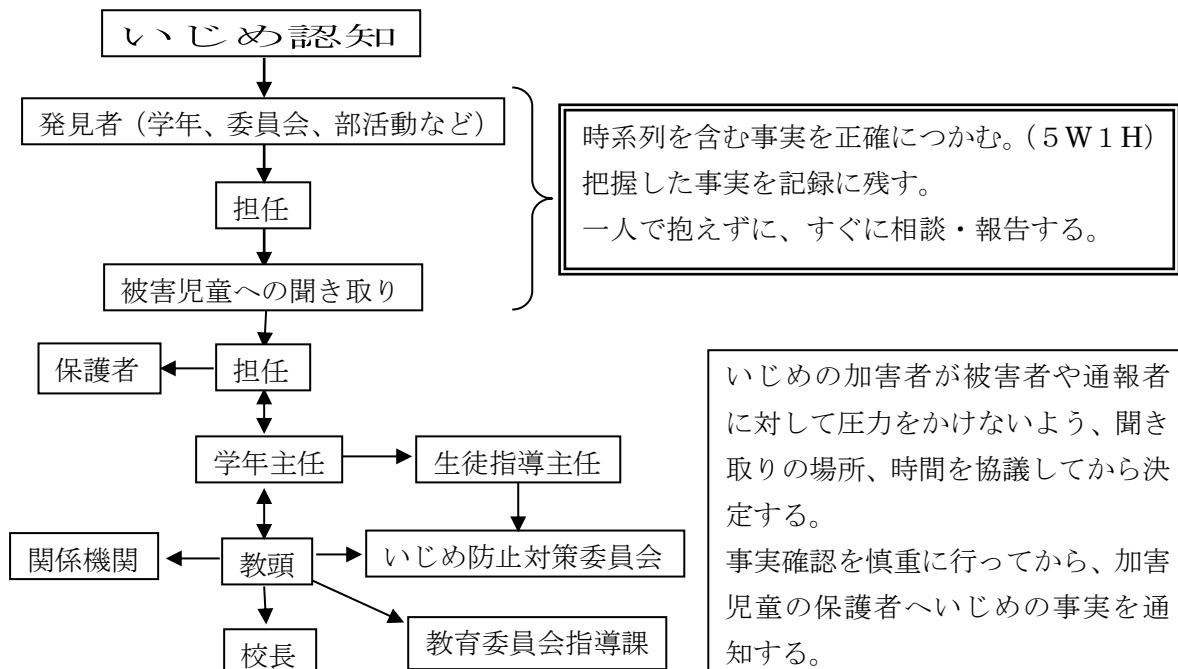 いじめ認知
発見者（学年、委員会、部活動など）
時系列を含む事実を正確につかむ。(５Ｗ１Ｈ)
把握した事実を記録に残す。
一人で抱えずに、すぐに相談・報告する。
担任
被害児童への聞き取り
保護者
担任
学年主任
生徒指導主任
関係機関
教頭
いじめ防止対策委員会
校長
教育委員会指導課
いじめの加害者が被害者や通報者
に対して圧力をかけないよう、聞き
取りの場所、時間を協議してから決
定する。
事実確認を慎重に行ってから、加害
児童の保護者へいじめの事実を通
知する。